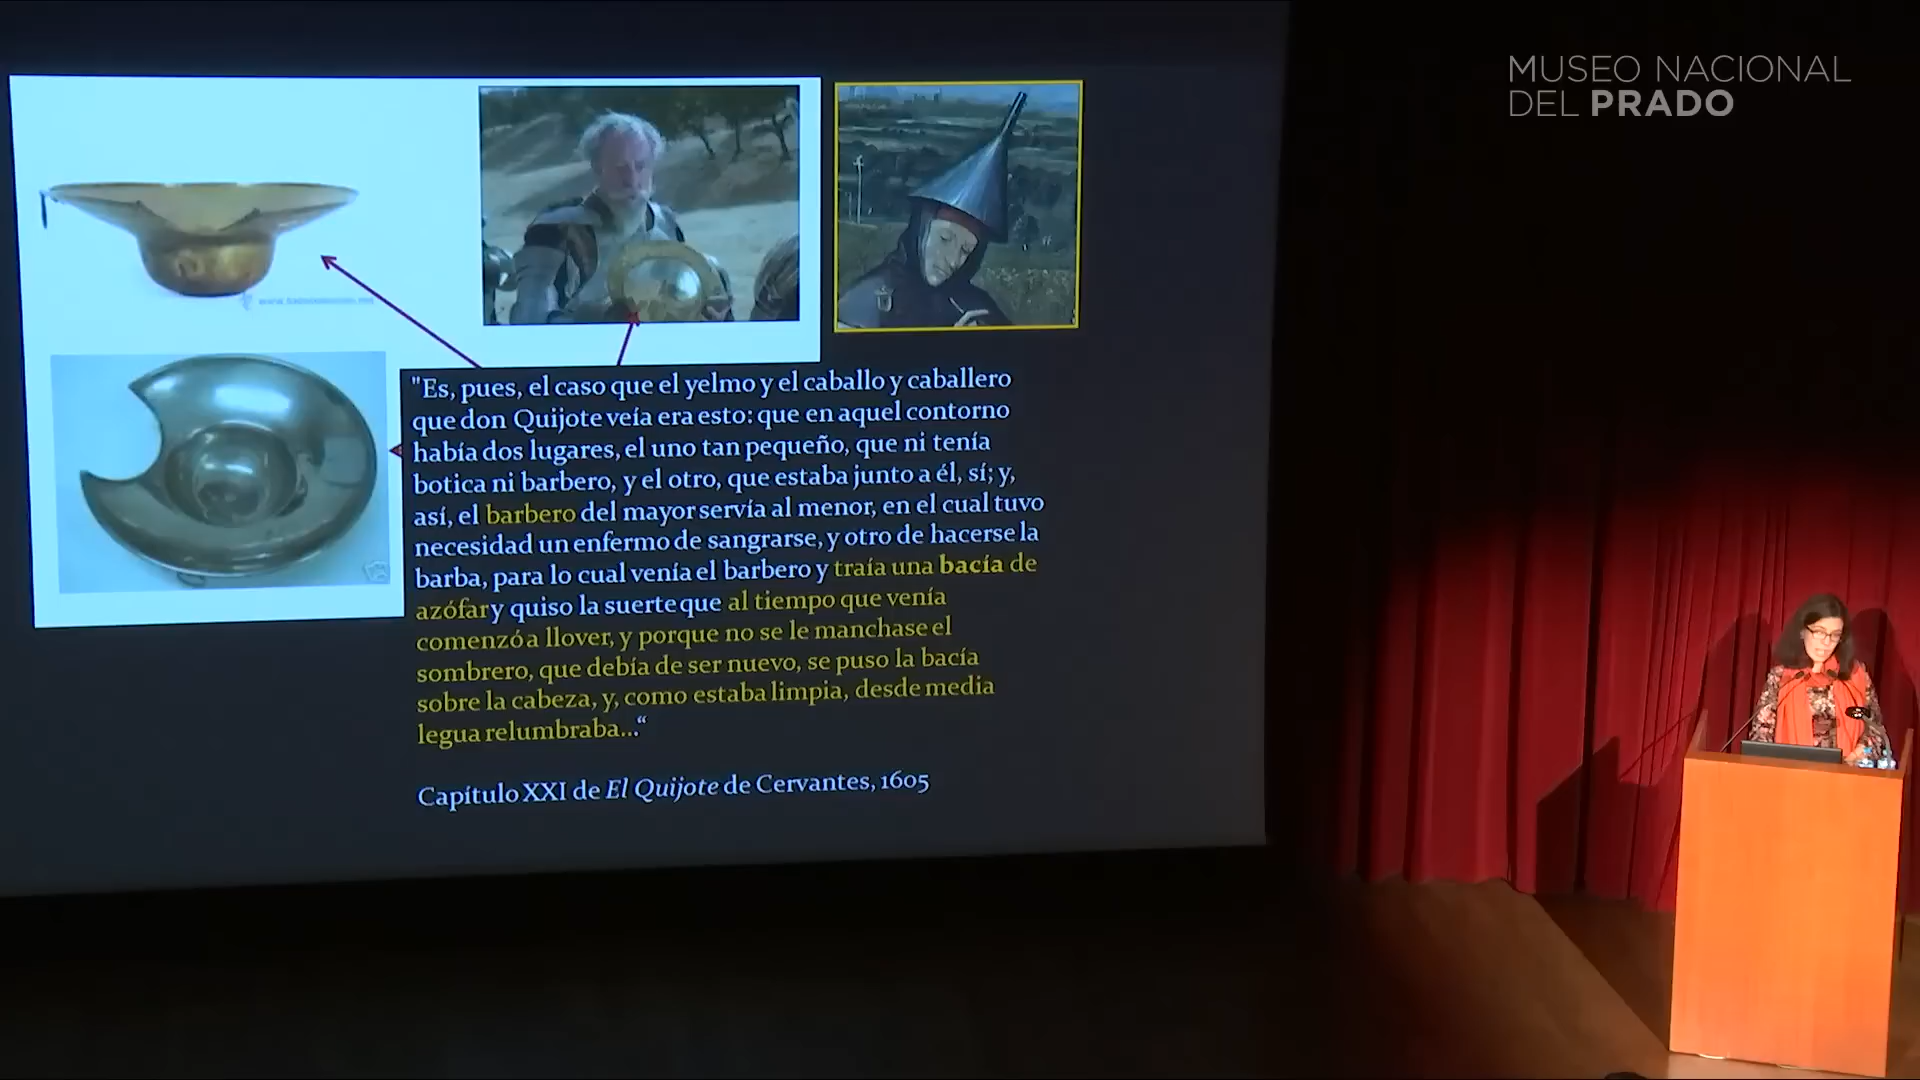 MUSEO NACIONAL
DEL PRADO
"Es, pues, el caso que el yelmo y el caballo y caballero
que don Quijote veía era esto: que en aquel contorno
había dos lugares, el uno tan pequeño, que ni tenía
botica ni barbero, y el otro, que estaba junto a él, sí; y,
así, el barbero del mayor servía al menor, en el cual tuvo
necesidad un enfermo de sangrarse, y otro de hacerse la
barba, para lo cual venía el barbero y traía una bacía de
azófar y quiso la suerte que al tiempo que venía
comenzó a llover, y porque no se le manchase el
sombrero, que debía de ser nuevo, se puso la bacía
sobre la cabeza, y, como estaba limpia, desde media
legua relumbraba...“
Capítulo XXI de El Quijote de Cervantes, 1605